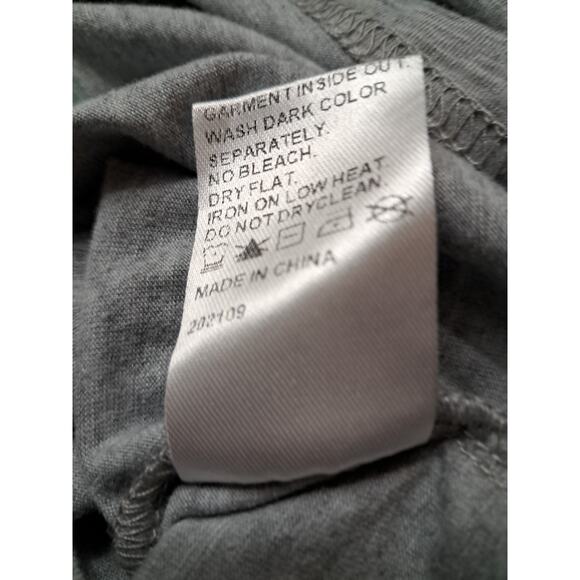 GARMENT INSIDE OUT.
WASH DARK COLOR
SEPARATELY.
NO BLEACH.
DRY FLAT.
IRON ON LOW HEAT
DO NOT DRYCLEAN.
MADE IN CHINA
202109